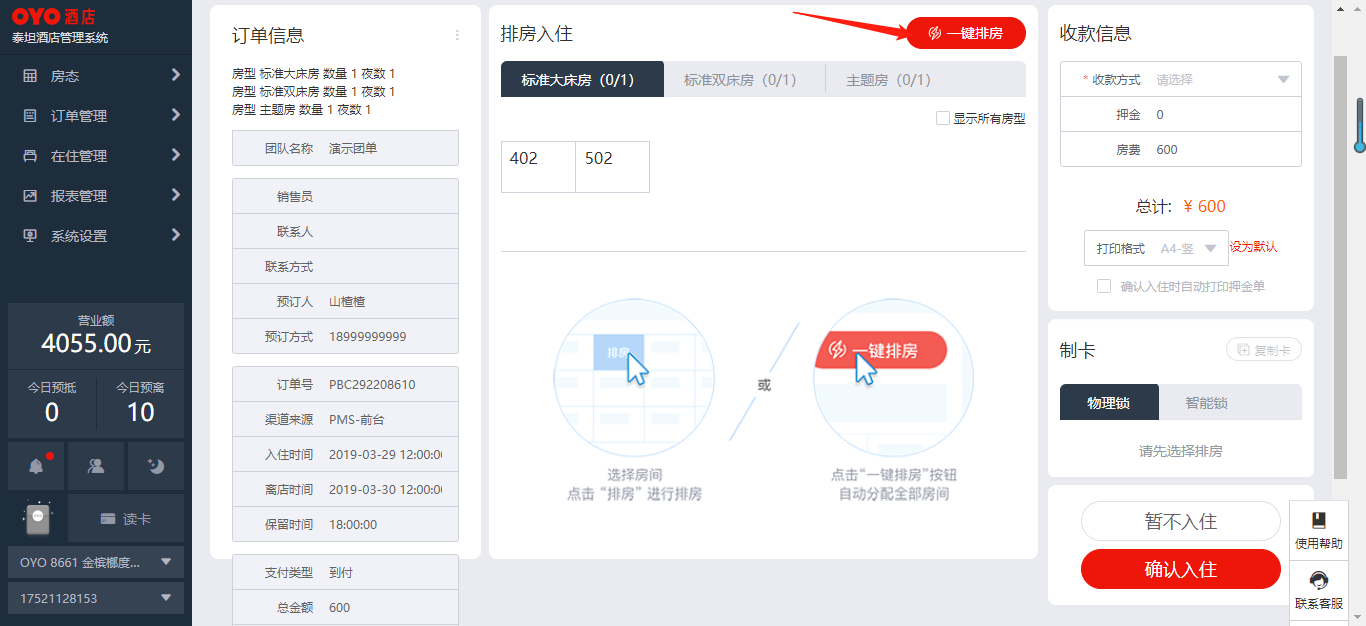 OYO 酒店
泰坦酒店管理系统
房态
订单管理
在住管理
报表管理
系统设置
营业额
4055.00元
今日预抵
0
今日预离
10
读卡
OYO 8661 金槟榔度...
17521128153
订单信息
房型 标准大床房 数量 1 夜数 1
房型 标准双床房 数量 1 夜数 1
房型 主题房 数量 1 夜数 1
团队名称 演示团单
销售员
联系人
联系方式
预订人 山楂楂
预订方式 18999999999
订单号 PBC292208610
渠道来源 PMS-前台
入住时间 2019-03-29 12:00:0
离店时间 2019-03-30 12:00:0
保留时间 18:00:00
支付类型 到付
总金额 600
排房入住
一键排房
标准大床房（0/1）
标准双床房（0/1）
主题房（0/1）
显示所有房型
402
502
排房
选择房间
点击 “排房” 进行排房
或
一键排房
点击“一键排房”按钮
自动分配全部房间
收款信息
* 收款方式 请选择
押金 0
房费 600
总计: ¥ 600
打印格式 A4-竖
设为默认
确认入住时自动打印押金单
制卡
复制卡
物理锁
智能锁
请先选择排房
暂不入住
确认入住
使用帮助
联系客服